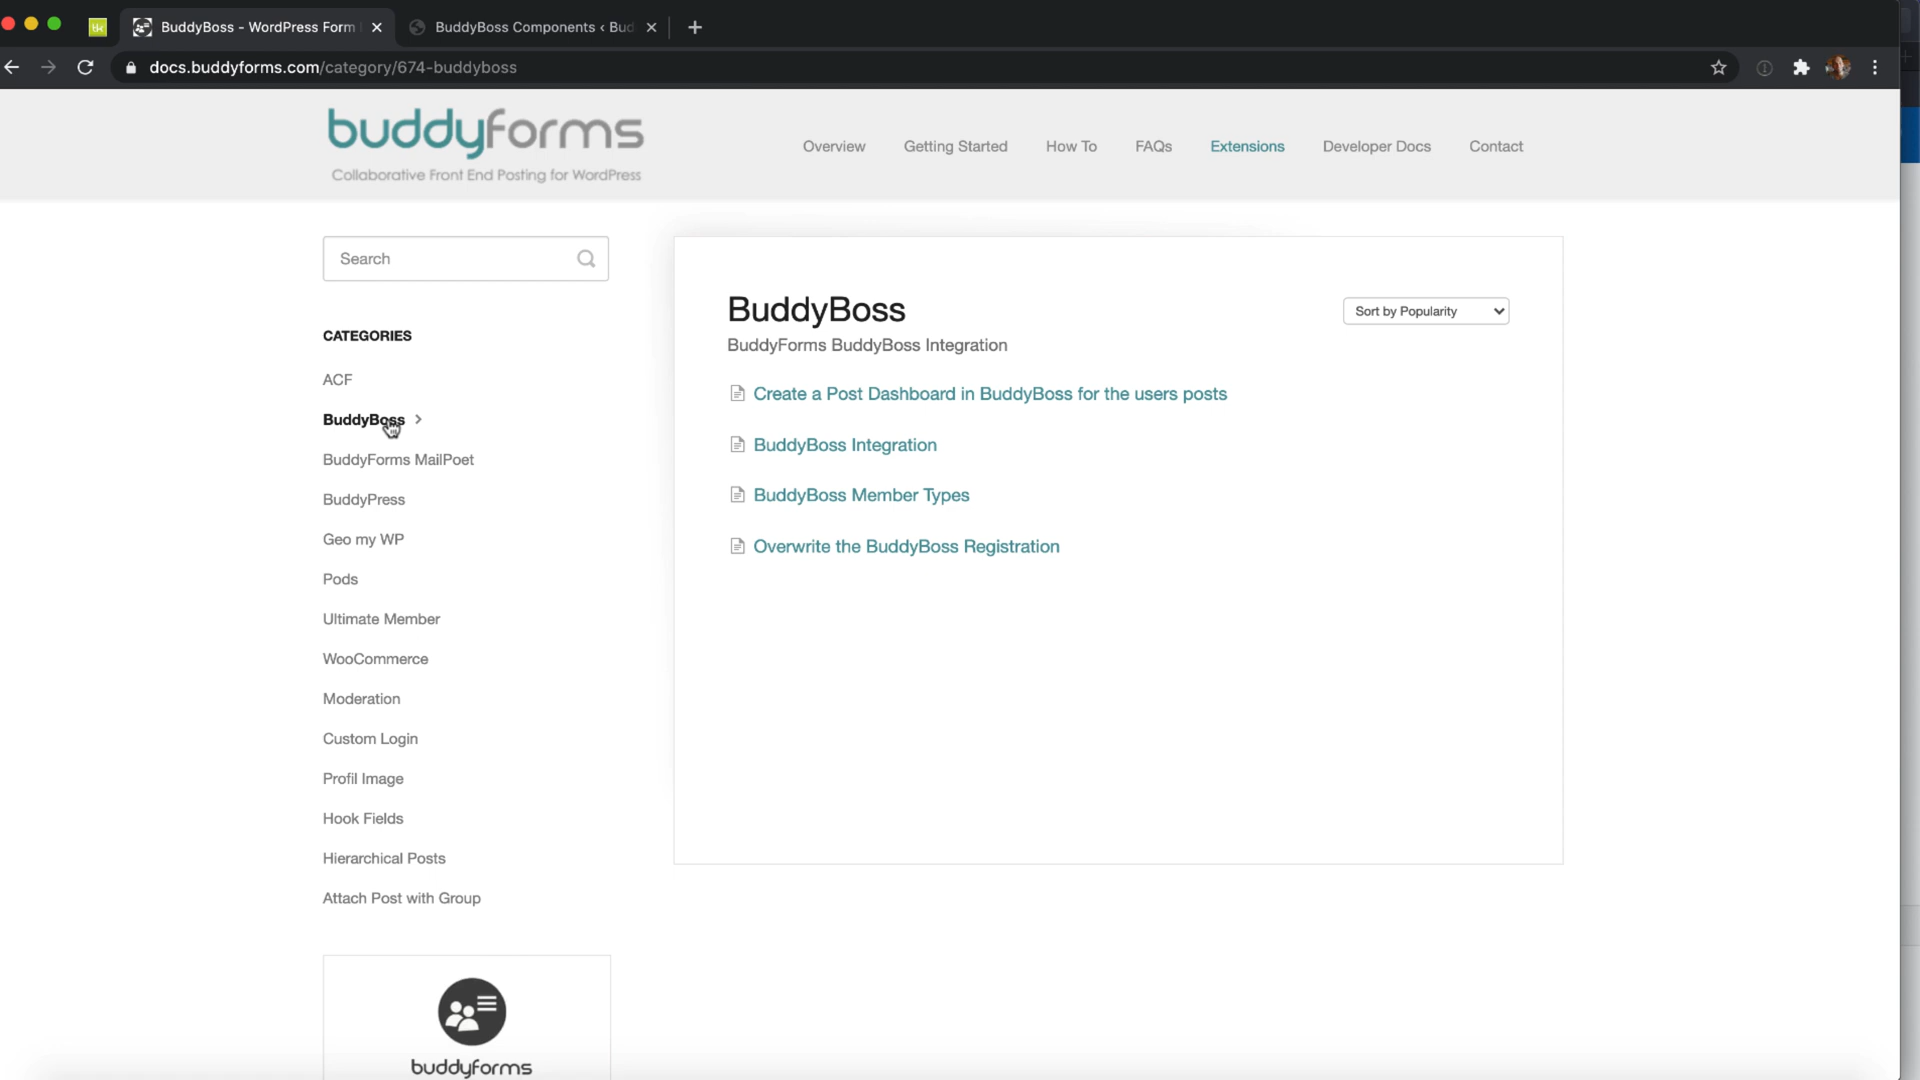 tk
BuddyBoss - WordPress Form
BuddyBoss Components ‹ Bud
docs.buddyforms.com/category/674-buddyboss
buddyforms
Collaborative Front End Posting for WordPress
Overview
Getting Started
How To
FAQs
Extensions
Developer Docs
Contact
Search
CATEGORIES
ACF
BuddyBoss
BuddyForms MailPoet
BuddyPress
Geo my WP
Pods
Ultimate Member
WooCommerce
Moderation
Custom Login
Profil Image
Hook Fields
Hierarchical Posts
Attach Post with Group
BuddyBoss
Sort by Popularity
BuddyForms BuddyBoss Integration
Create a Post Dashboard in BuddyBoss for the users posts
BuddyBoss Integration
BuddyBoss Member Types
Overwrite the BuddyBoss Registration
buddyforms